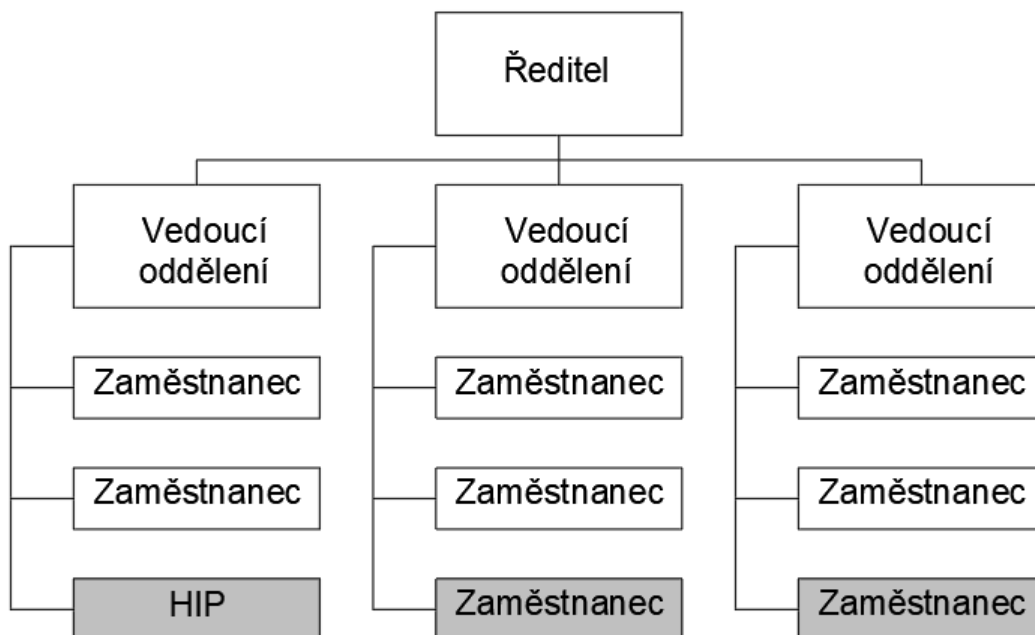 Ředitel
Vedoucí
oddělení
Vedoucí
oddělení
Vedoucí
oddělení
Zaměstnanec
Zaměstnanec
Zaměstnanec
Zaměstnanec
Zaměstnanec
Zaměstnanec
HIP
Zaměstnanec
Zaměstnanec